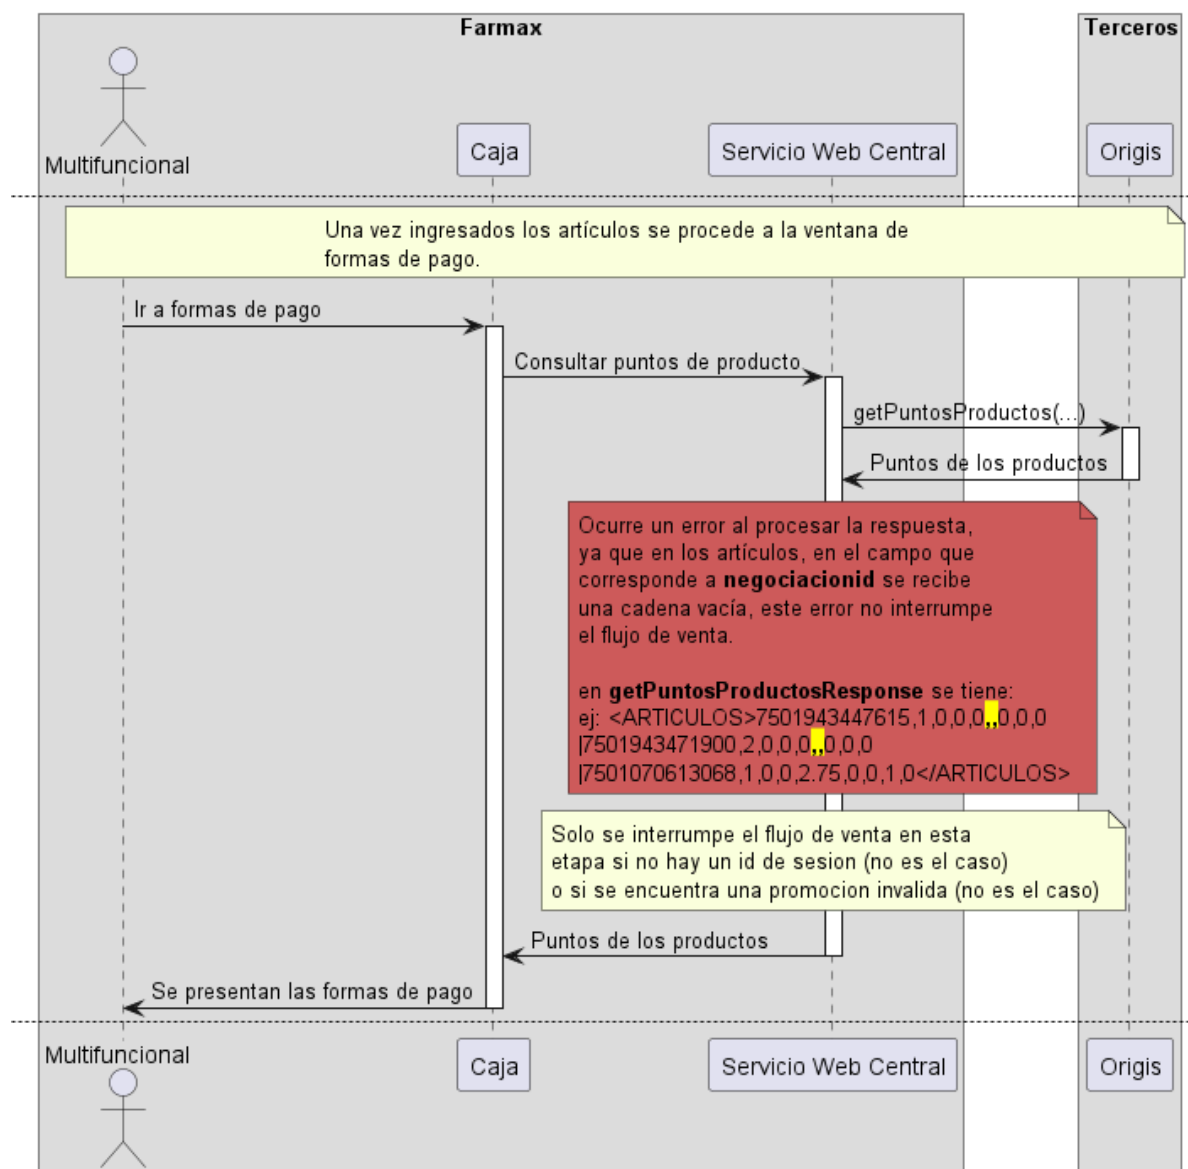 Farmax
Terceros
Multifuncional
Caja
Servicio Web Central
Origis
Una vez ingresados los artículos se procede a la ventana de
formas de pago.
Ir a formas de pago
Consultar puntos de producto
getPuntosProductos(...)
Puntos de los productos
Ocurre un error al procesar la respuesta,
ya que en los artículos, en el campo que
corresponde a negociacionid se recibe
una cadena vacía, este error no interrumpe
el flujo de venta.
en getPuntosProductosResponse se tiene:
ej: <ARTICULOS>7501943447615,1,0,0,0,,0,0,0
|7501943471900,2,0,0,0,,0,0,0
|7501070613068,1,0,0,2.75,0,0,1,0</ARTICULOS>
Solo se interrumpe el flujo de venta en esta
etapa si no hay un id de sesion (no es el caso)
o si se encuentra una promocion invalida (no es el caso)
Puntos de los productos
Se presentan las formas de pago
Multifuncional
Caja
Servicio Web Central
Origis